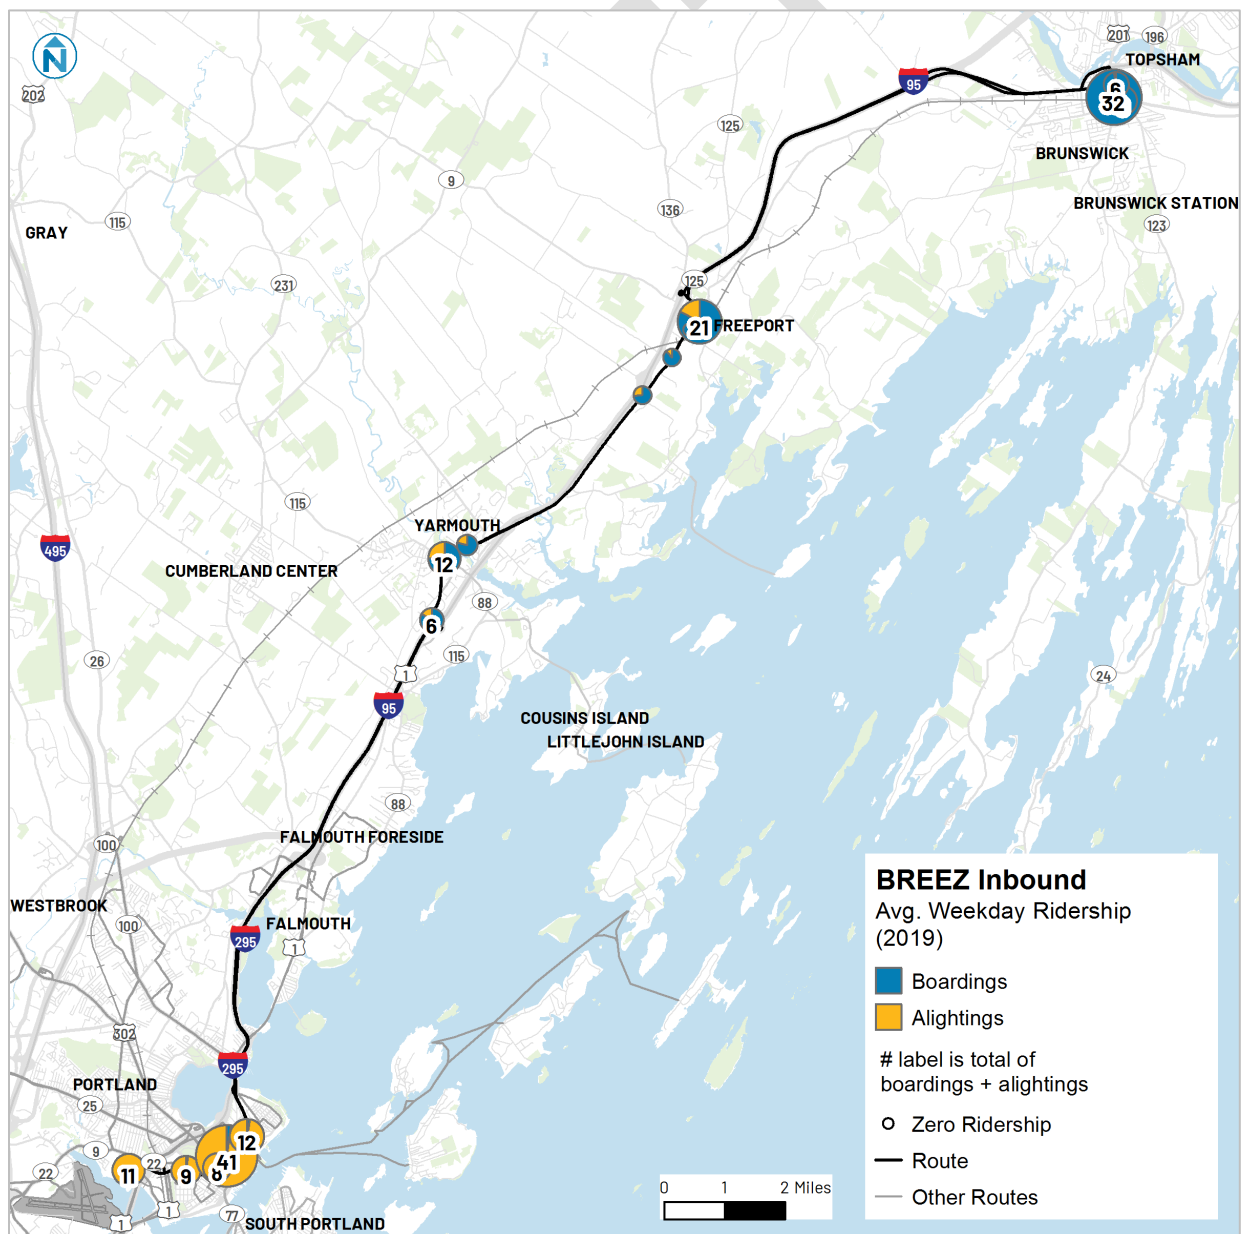 N
201
196
TOPSHAM
95
202
6
32
125
BRUNSWICK
9
BRUNSWICK STATION
136
115
123
GRAY
125
231
21
FREEPORT
115
YARMOUTH
495
12
CUMBERLAND CENTER
88
6
115
26
1
24
95
COUSINS ISLAND
LITTLEJOHN ISLAND
88
FALMOUTH FORESIDE
100
WESTBROOK
100
FALMOUTH
295
1
302
295
PORTLAND
25
12
9
41
22
22
11
9
8
1
1
77
SOUTH PORTLAND
BREEZ Inbound
Avg. Weekday Ridership
(2019)
Boardings
Alightings
# label is total of
boardings + alightings
Zero Ridership
Route
Other Routes
0 1 2 Miles